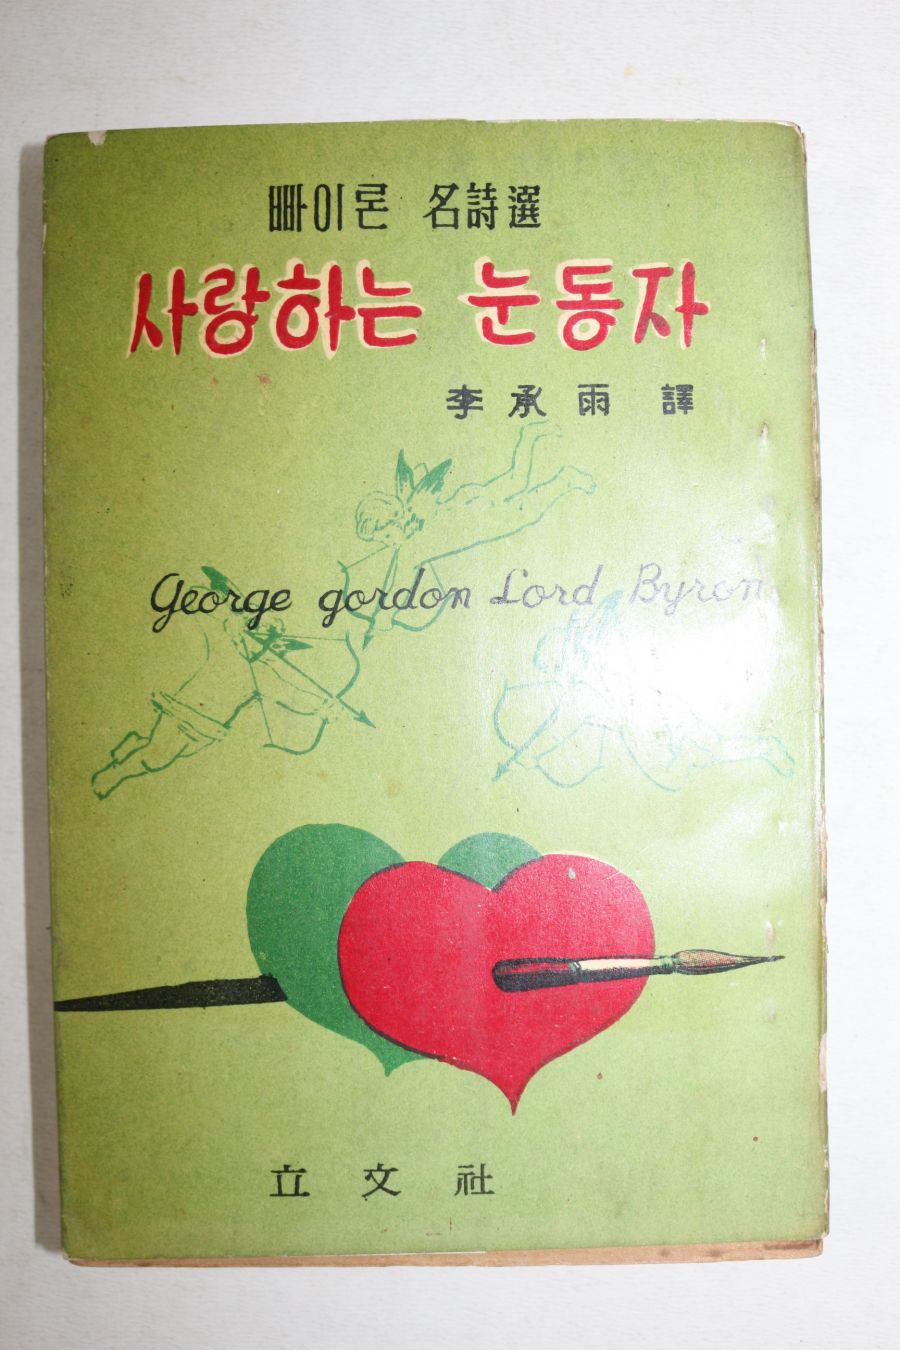 빠이론 名詩選
사랑하는 눈동자
李承雨 譯
George gordon Lord Byron
立文社